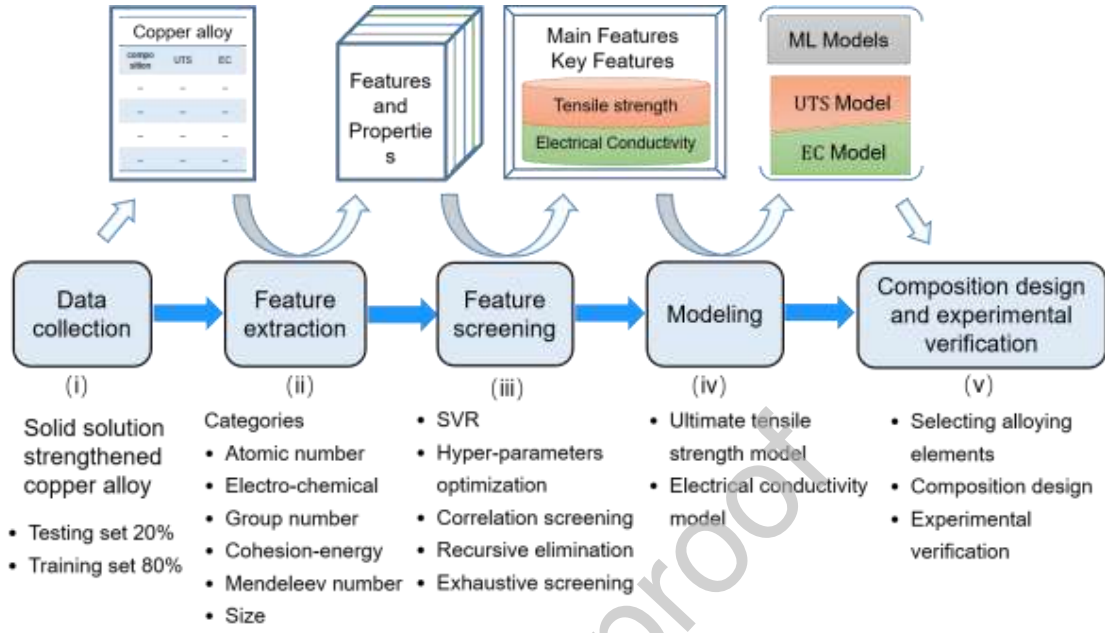 Copper alloy
compo
sition
UTS
EC
– – –
– – –
– – –
– – –
Features
and
Propertie
s
Main Features
Key Features
Tensile strength
Electrical Conductivity
ML Models
UTS Model
EC Model
Data
collection
Feature
extraction
Feature
screening
Modeling
Composition design
and experimental
verification
(i)
Solid solution
strengthened
copper alloy
• Testing set 20%
• Training set 80%
(ii)
Categories
• Atomic number
• Electro-chemical
• Group number
• Cohesion-energy
• Mendeleev number
• Size
(iii)
• SVR
• Hyper-parameters
optimization
• Correlation screening
• Recursive elimination
• Exhaustive screening
(iv)
• Ultimate tensile
strength model
• Electrical conductivity
model
(v)
• Selecting alloying
elements
• Composition design
• Experimental
verification
proof